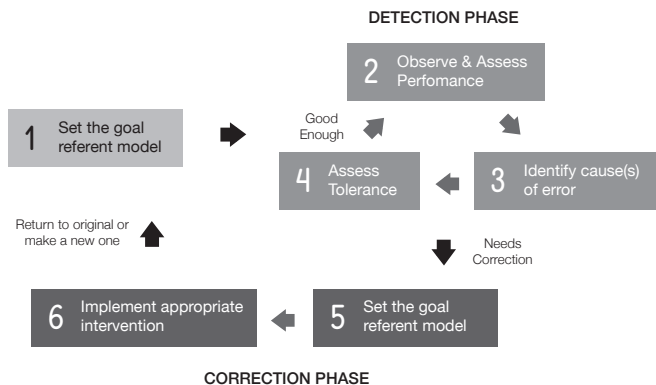 DETECTION PHASE
2 Observe & Assess
Perfomance
1 Set the goal
referent model
Good
Enough
4 Assess
Tolerance
3 Identify cause(s)
of error
Return to original or
make a new one
Needs
Correction
6 Implement appropriate
intervention
5 Set the goal
referent model
CORRECTION PHASE